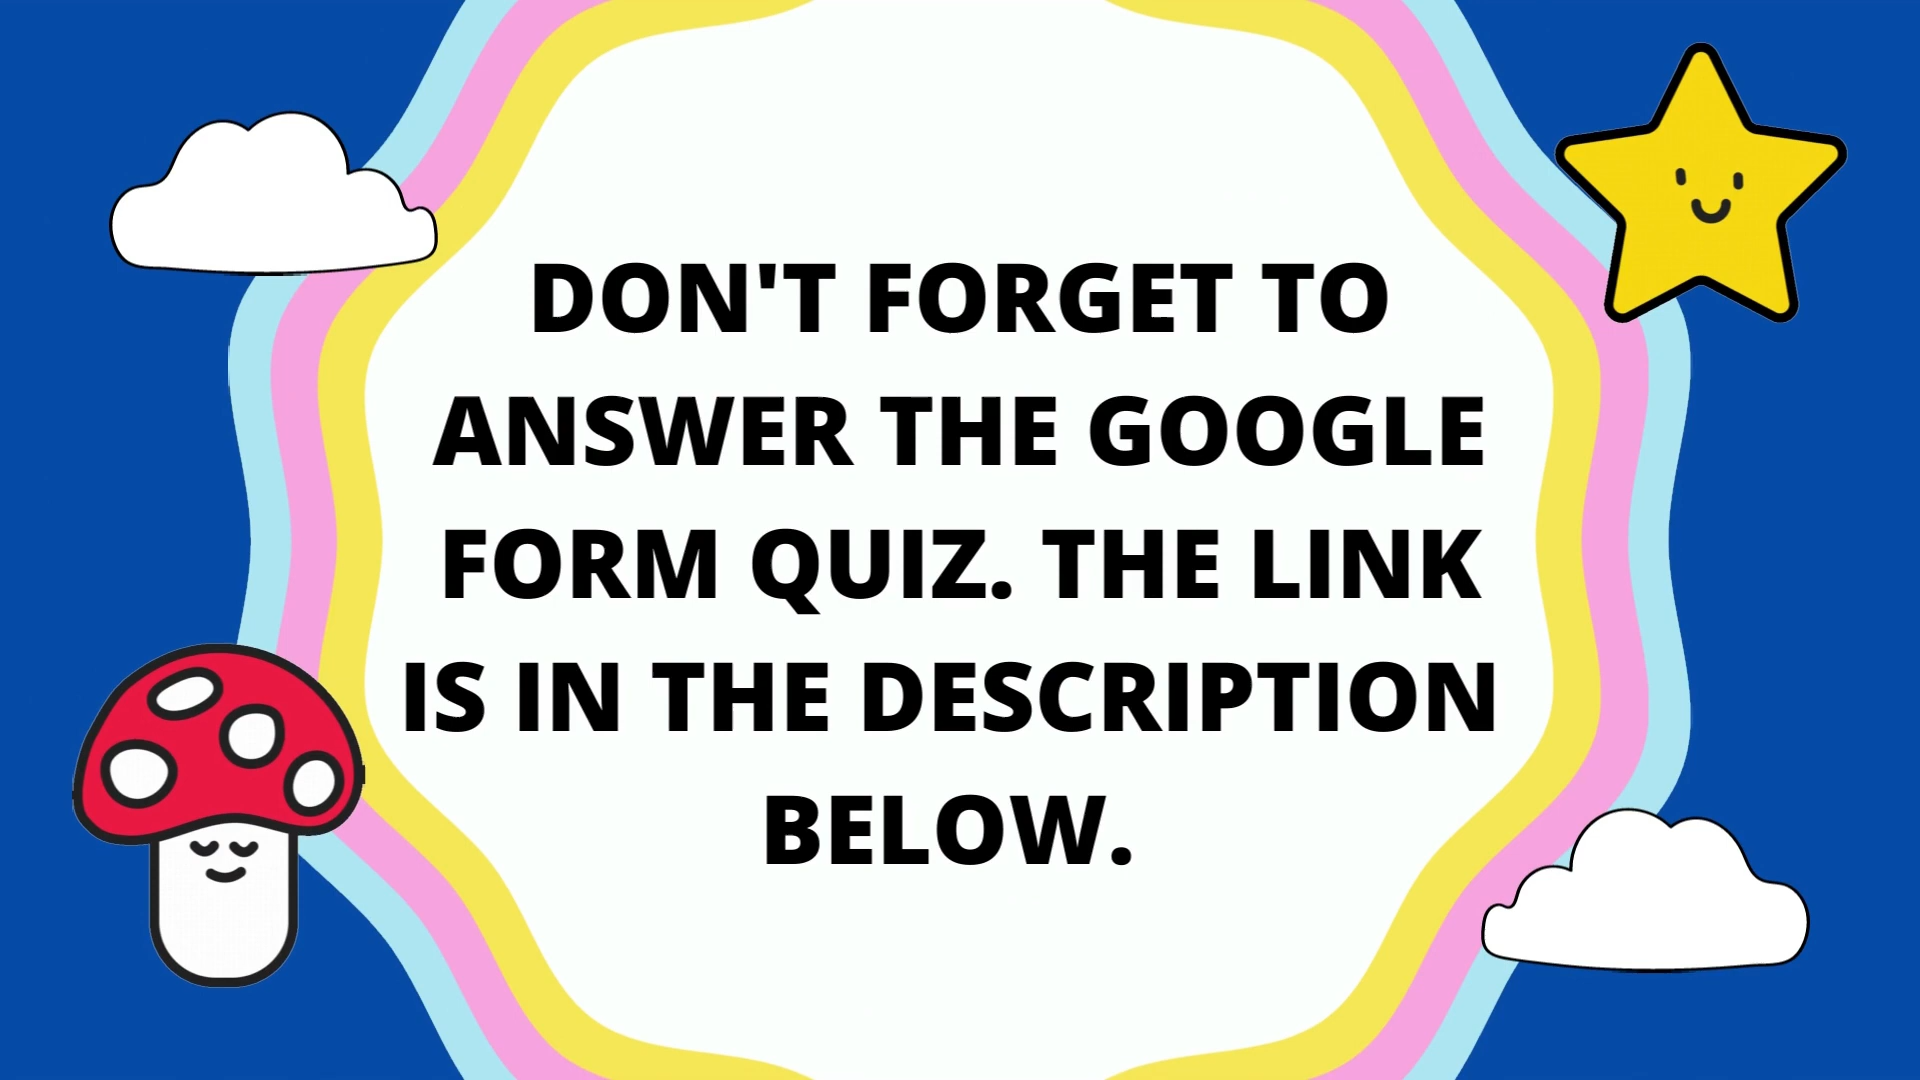 DON'T FORGET TO
ANSWER THE GOOGLE
FORM QUIZ. THE LINK
IS IN THE DESCRIPTION
BELOW.